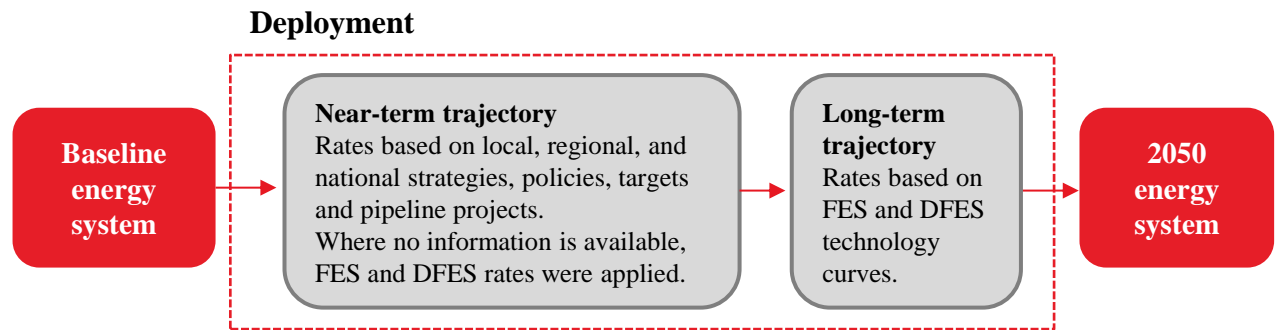 Deployment
Baseline
energy
system
Near-term trajectory
Rates based on local, regional, and
national strategies, policies, targets
and pipeline projects.
Where no information is available,
FES and DFES rates were applied.
Long-term
trajectory
Rates based on
FES and DFES
technology
curves.
2050
energy
system